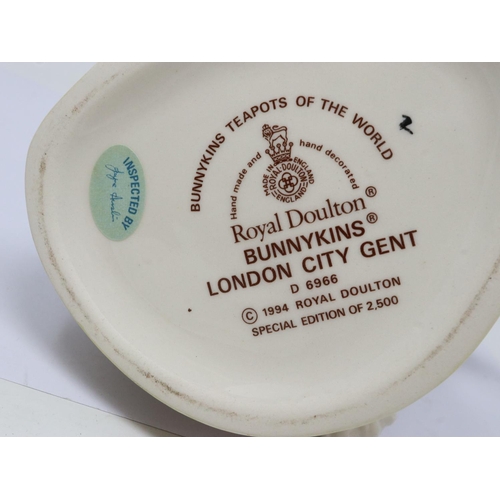 BUNNYKINS TEAPOTS OF THE WORLD
Hand made and hand decorated
MADE IN ENGLAND
ROYAL·DOULTON
ENGLAND
Royal Doulton®
BUNNYKINS®
LONDON CITY GENT
D 6966
© 1994 ROYAL DOULTON
SPECIAL EDITION OF 2,500
INSPECTED BY
2